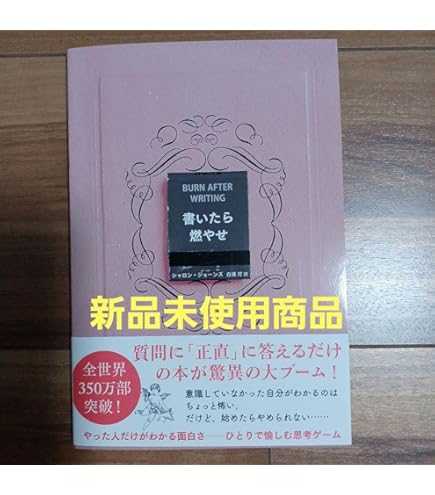 BURN AFTER
WRITING
書いたら
燃やせ
シャロン・ジョーンズ
新品未使用商品
質問に「正直」に答えるだけ
の本が驚異の大ブーム!
全世界
350万部
突破!
意識していなかった自分がわかるのは
ちょっと怖い。
だけど、始めたらやめられない……
やった人だけがわかる面白さ──ひとりで愉しむ思考ゲーム